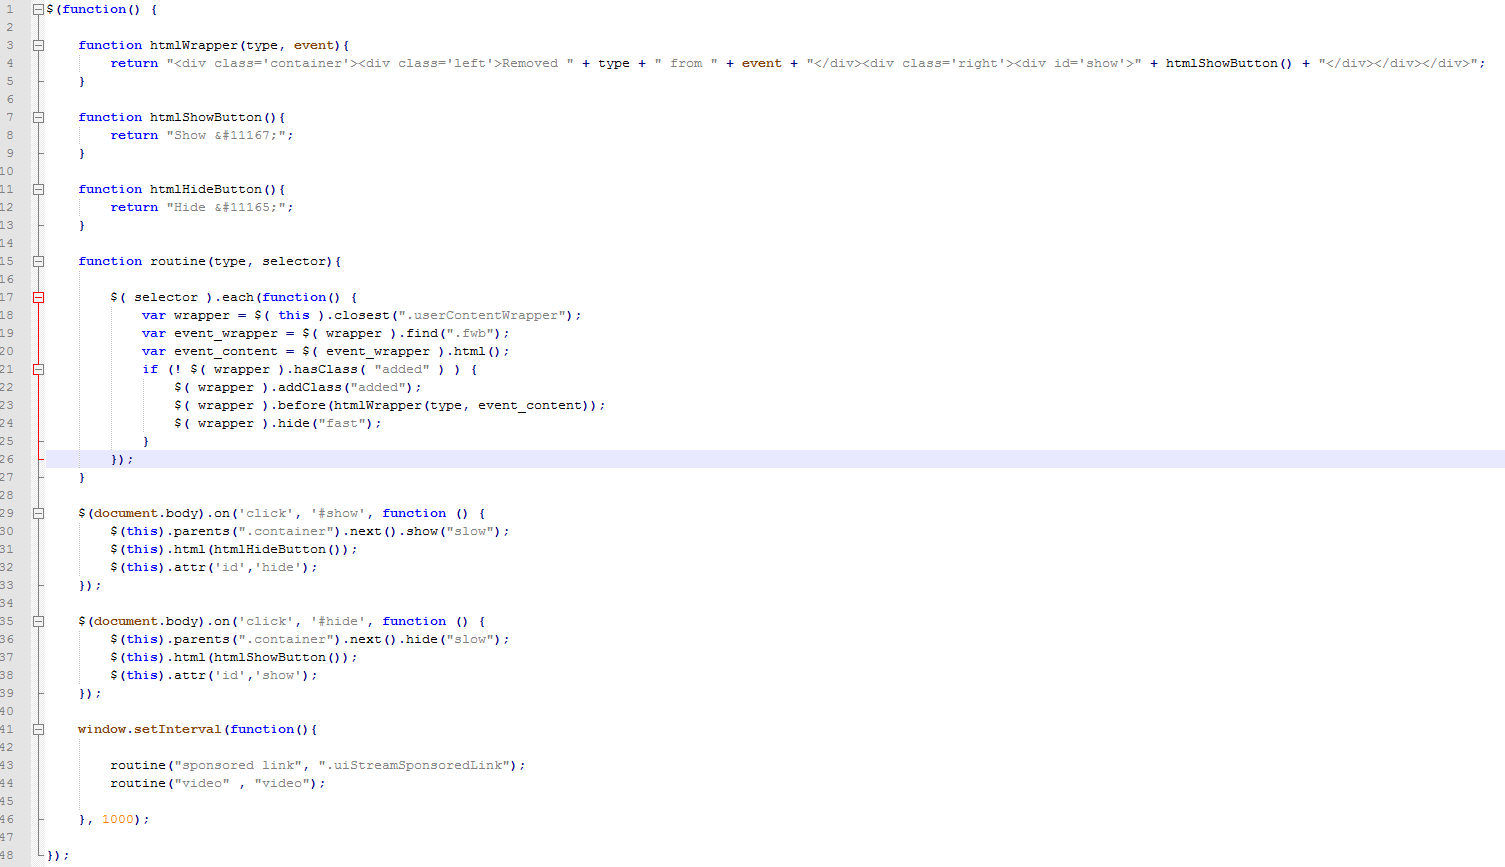 1 $(function() {
2
3 function htmlWrapper(type, event){
4 return "<div class='container'><div class='left'>Removed " + type + " from " + event + "</div><div class='right'><div id='show'>" + htmlShowButton() + "</div></div></div>";
5 }
6
7 function htmlShowButton(){
8 return "Show &#11167;";
9 }
10
11 function htmlHideButton(){
12 return "Hide &#11165;";
13 }
14
15 function routine(type, selector){
16
17 $( selector ).each(function() {
18 var wrapper = $( this ).closest(".userContentWrapper");
19 var event_wrapper = $( wrapper ).find(".fwb");
20 var event_content = $( event_wrapper ).html();
21 if (! $( wrapper ).hasClass( "added" ) ) {
22 $( wrapper ).addClass("added");
23 $( wrapper ).before(htmlWrapper(type, event_content));
24 $( wrapper ).hide("fast");
25 }
26 });
27 }
28
29 $(document.body).on('click', '#show', function () {
30 $(this).parents(".container").next().show("slow");
31 $(this).html(htmlHideButton());
32 $(this).attr('id','hide');
33 });
34
35 $(document.body).on('click', '#hide', function () {
36 $(this).parents(".container").next().hide("slow");
37 $(this).html(htmlShowButton());
38 $(this).attr('id','show');
39 });
40
41 window.setInterval(function(){
42
43 routine("sponsored link", ".uiStreamSponsoredLink");
44 routine("video" , "video");
45
46 }, 1000);
47
48 });